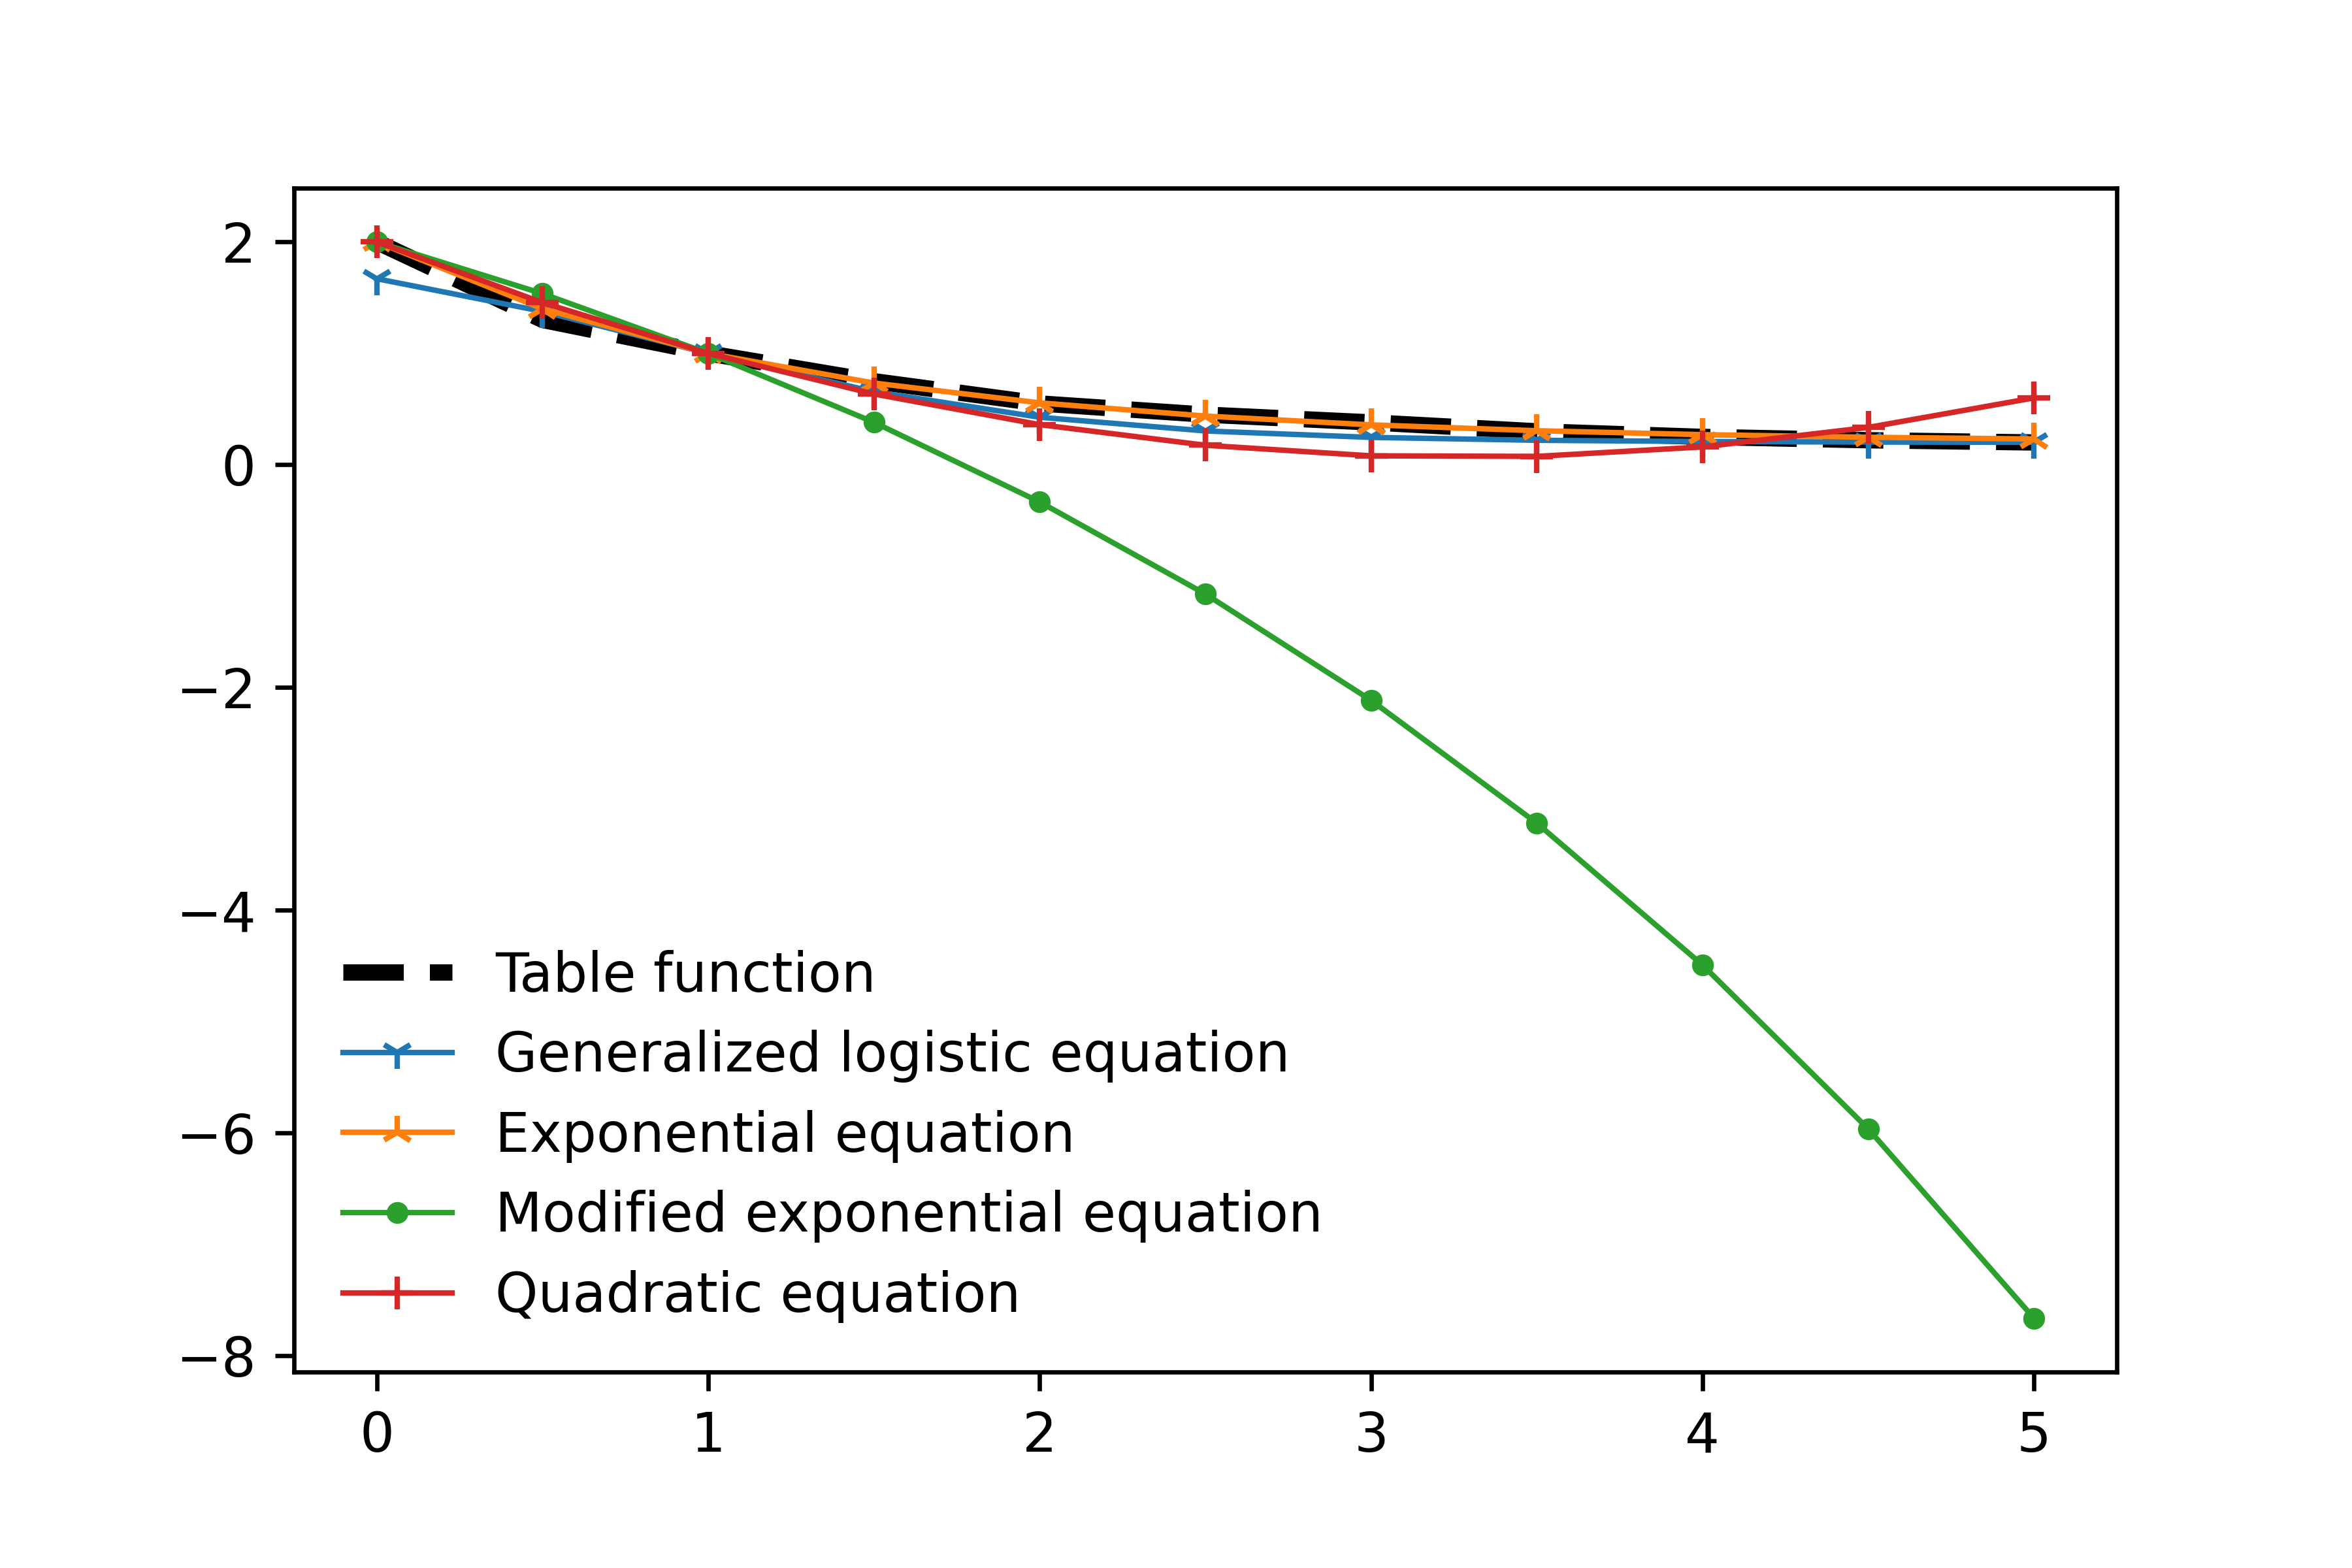 2
0
−2
−4
−6
−8
Table function
Generalized logistic equation
Exponential equation
Modified exponential equation
Quadratic equation
0 1 2 3 4 5